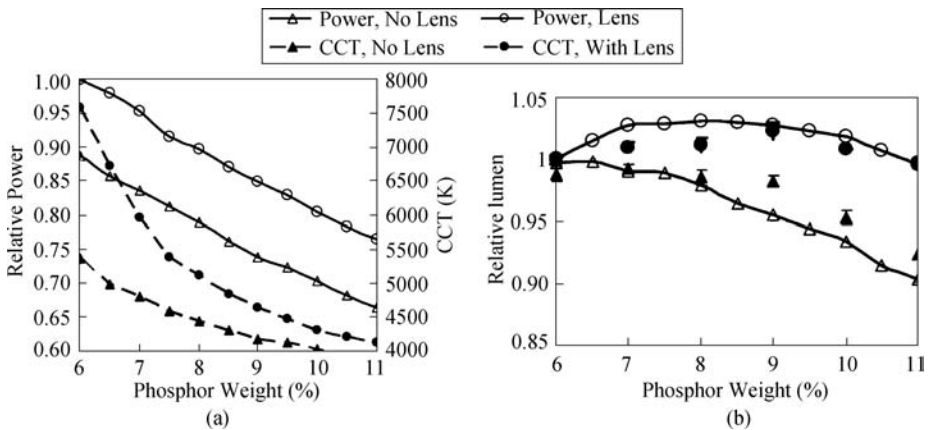 Power, No Lens
Power, Lens
CCT, No Lens
CCT, With Lens
1.00
0.95
0.90
0.85
0.80
0.75
0.70
0.65
0.60
Relative Power
8000
7500
7000
6500
6000
5500
5000
4500
4000
CCT (K)
6 7 8 9 10 11
Phosphor Weight (%)
(a)
1.05
1
0.95
0.90
0.85
Relative lumen
6 7 8 9 10 11
Phosphor Weight (%)
(b)